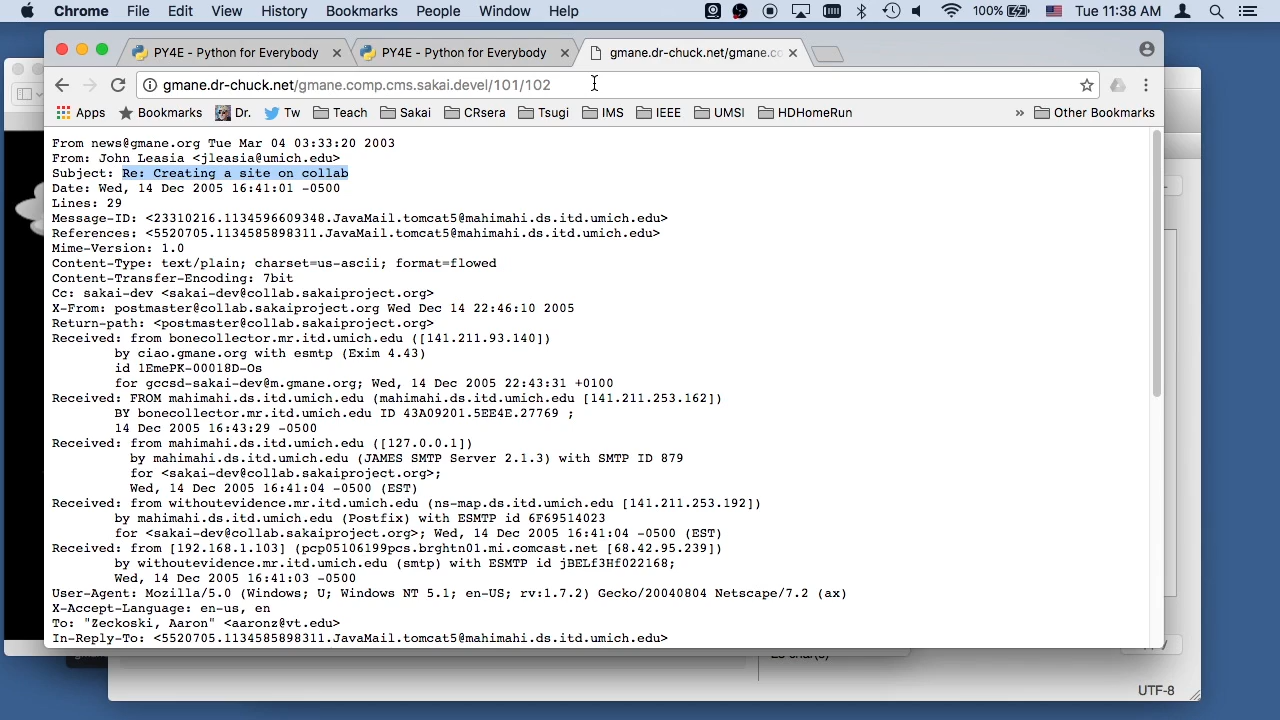 Chrome File Edit View History Bookmarks People Window Help 100% Tue 11:38 AM
PY4E - Python for Everybody PY4E - Python for Everybody gmane.dr-chuck.net/gmane.co
gmane.dr-chuck.net/gmane.comp.cms.sakai.devel/101/102
Apps Bookmarks Dr. Tw Teach Sakai CRsera Tsugi IMS IEEE UMSI HDHomeRun » Other Bookmarks
From news@gmane.org Tue Mar 04 03:33:20 2003
From: John Leasia <jleasia@umich.edu>
Subject: Re: Creating a site on collab
Date: Wed, 14 Dec 2005 16:41:01 -0500
Lines: 29
Message-ID: <23310216.1134596609348.JavaMail.tomcat5@mahimahi.ds.itd.umich.edu>
References: <5520705.1134585898311.JavaMail.tomcat5@mahimahi.ds.itd.umich.edu>
Mime-Version: 1.0
Content-Type: text/plain; charset=us-ascii; format=flowed
Content-Transfer-Encoding: 7bit
Cc: sakai-dev <sakai-dev@collab.sakaiproject.org>
X-From: postmaster@collab.sakaiproject.org Wed Dec 14 22:46:10 2005
Return-path: <postmaster@collab.sakaiproject.org>
Received: from bonecollector.mr.itd.umich.edu ([141.211.93.140])
by ciao.gmane.org with esmtp (Exim 4.43)
id 1EmePK-00018D-Os
for gccsd-sakai-dev@m.gmane.org; Wed, 14 Dec 2005 22:43:31 +0100
Received: FROM mahimahi.ds.itd.umich.edu (mahimahi.ds.itd.umich.edu [141.211.253.162])
BY bonecollector.mr.itd.umich.edu ID 43A09201.5EE4E.27769 ;
14 Dec 2005 16:43:29 -0500
Received: from mahimahi.ds.itd.umich.edu ([127.0.0.1])
by mahimahi.ds.itd.umich.edu (JAMES SMTP Server 2.1.3) with SMTP ID 879
for <sakai-dev@collab.sakaiproject.org>;
Wed, 14 Dec 2005 16:41:04 -0500 (EST)
Received: from withoutevidence.mr.itd.umich.edu (ns-map.ds.itd.umich.edu [141.211.253.192])
by mahimahi.ds.itd.umich.edu (Postfix) with ESMTP id 6F69514023
for <sakai-dev@collab.sakaiproject.org>; Wed, 14 Dec 2005 16:41:04 -0500 (EST)
Received: from [192.168.1.103] (pcp05106199pcs.brghtn01.mi.comcast.net [68.42.95.239])
by withoutevidence.mr.itd.umich.edu (smtp) with ESMTP id jBELf3Hf022168;
Wed, 14 Dec 2005 16:41:03 -0500
User-Agent: Mozilla/5.0 (Windows; U; Windows NT 5.1; en-US; rv:1.7.2) Gecko/20040804 Netscape/7.2 (ax)
X-Accept-Language: en-us, en
To: "Zeckoski, Aaron" <aaronz@vt.edu>
In-Reply-To: <5520705.1134585898311.JavaMail.tomcat5@mahimahi.ds.itd.umich.edu>
UTF-8